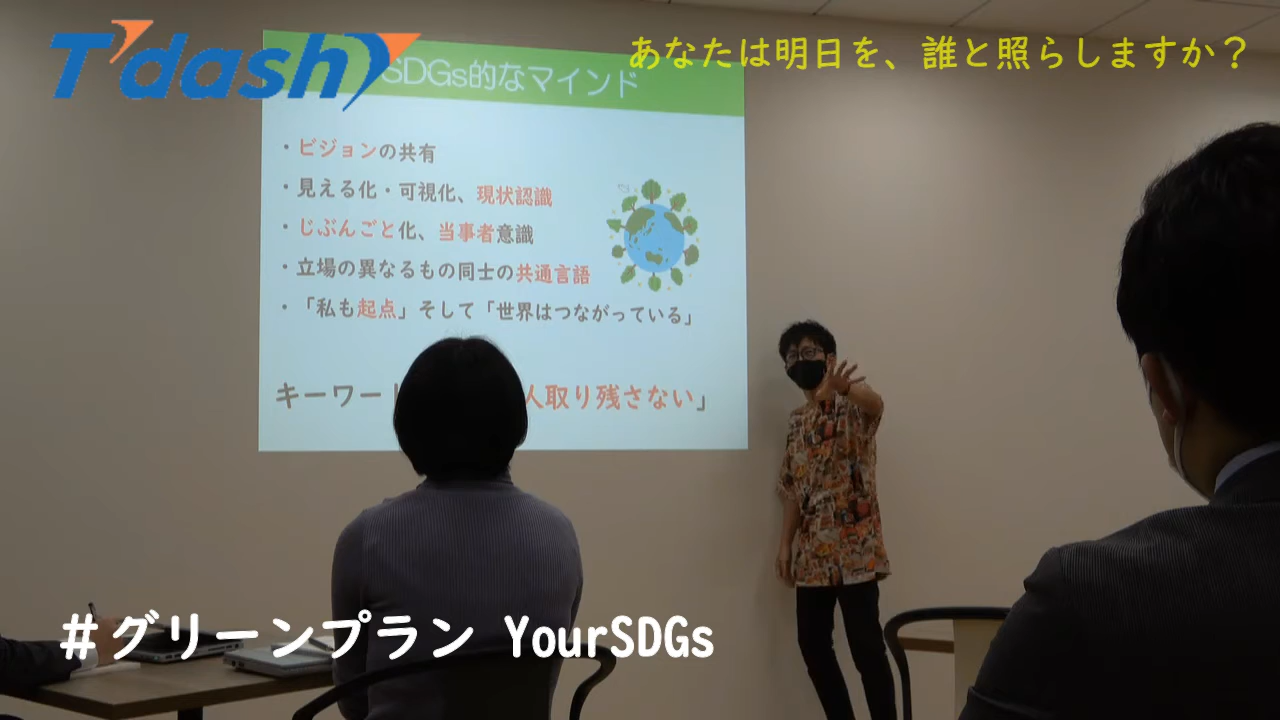 T'dash
あなたは明日を、誰と照らしますか？
SDGs的なマインド
・ビジョンの共有
・見える化・可視化、現状認識
・じぶんごと化、当事者意識
・立場の異なるもの同士の共通言語
・「私も起点」そして「世界はつながっている」
キーワー
人取り残さない」
＃グリーンプラン YourSDGs